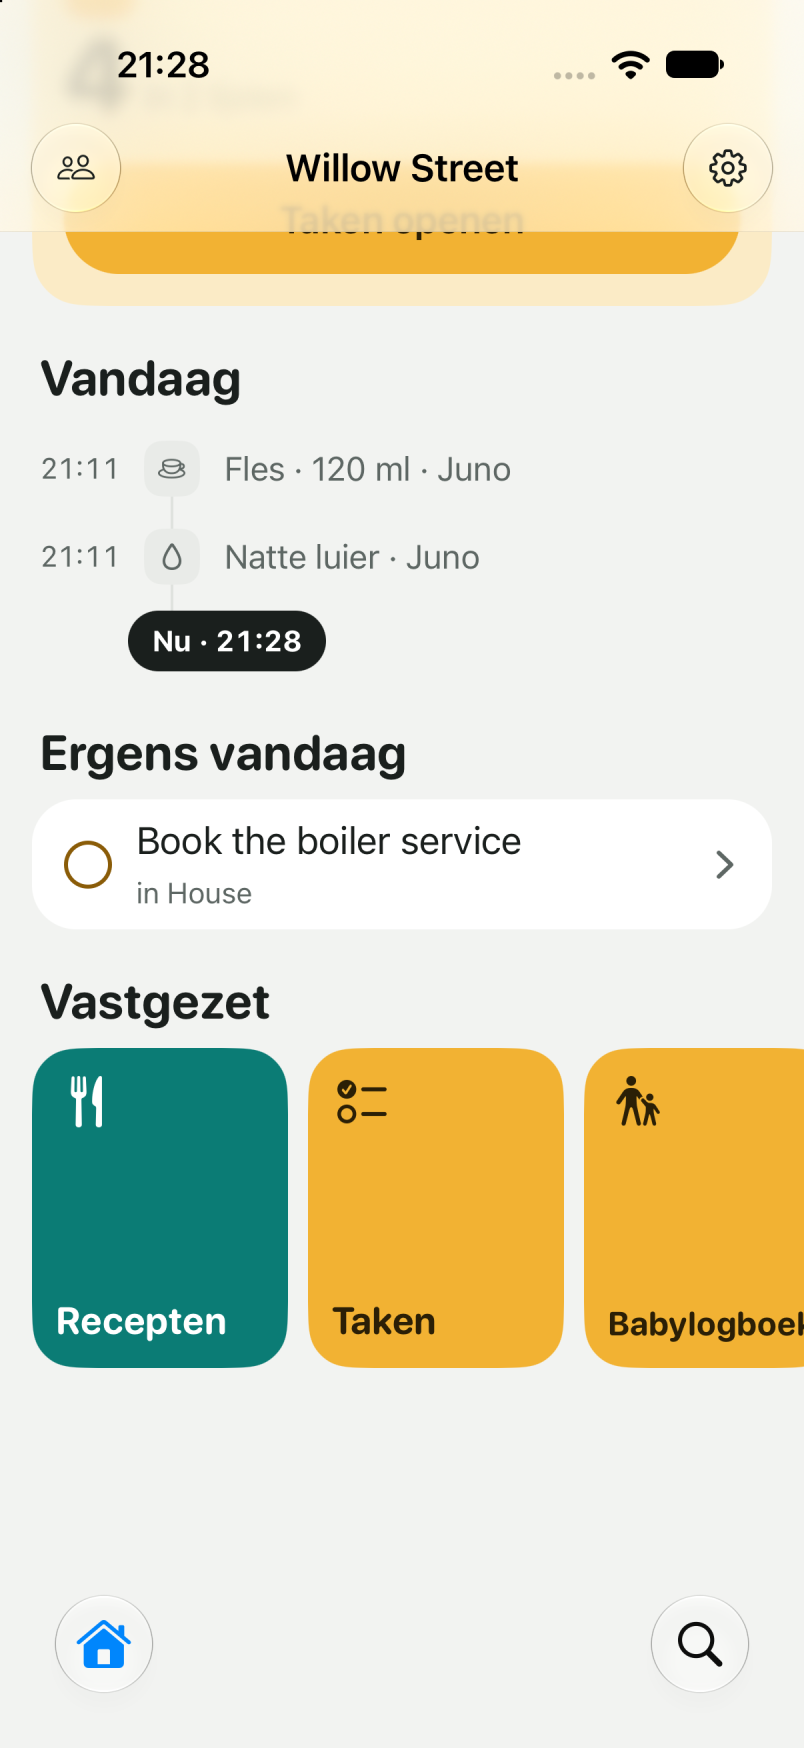 21:28
Willow Street
Taken openen
Vandaag
21:11 Fles · 120 ml · Juno
21:11 Natte luier · Juno
Nu · 21:28
Ergens vandaag
Book the boiler service
in House
Vastgezet
Recepten
Taken
Babylogboek